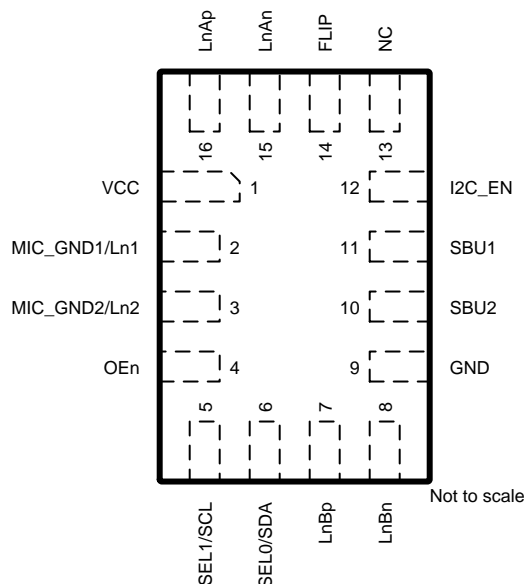 LnAp
LnAn
FLIP
NC
16
15
14
13
VCC
1
12
I2C_EN
MIC_GND1/Ln1
2
11
SBU1
MIC_GND2/Ln2
3
10
SBU2
OEn
4
9
GND
5
6
7
8
SEL1/SCL
SEL0/SDA
LnBp
LnBn
Not to scale